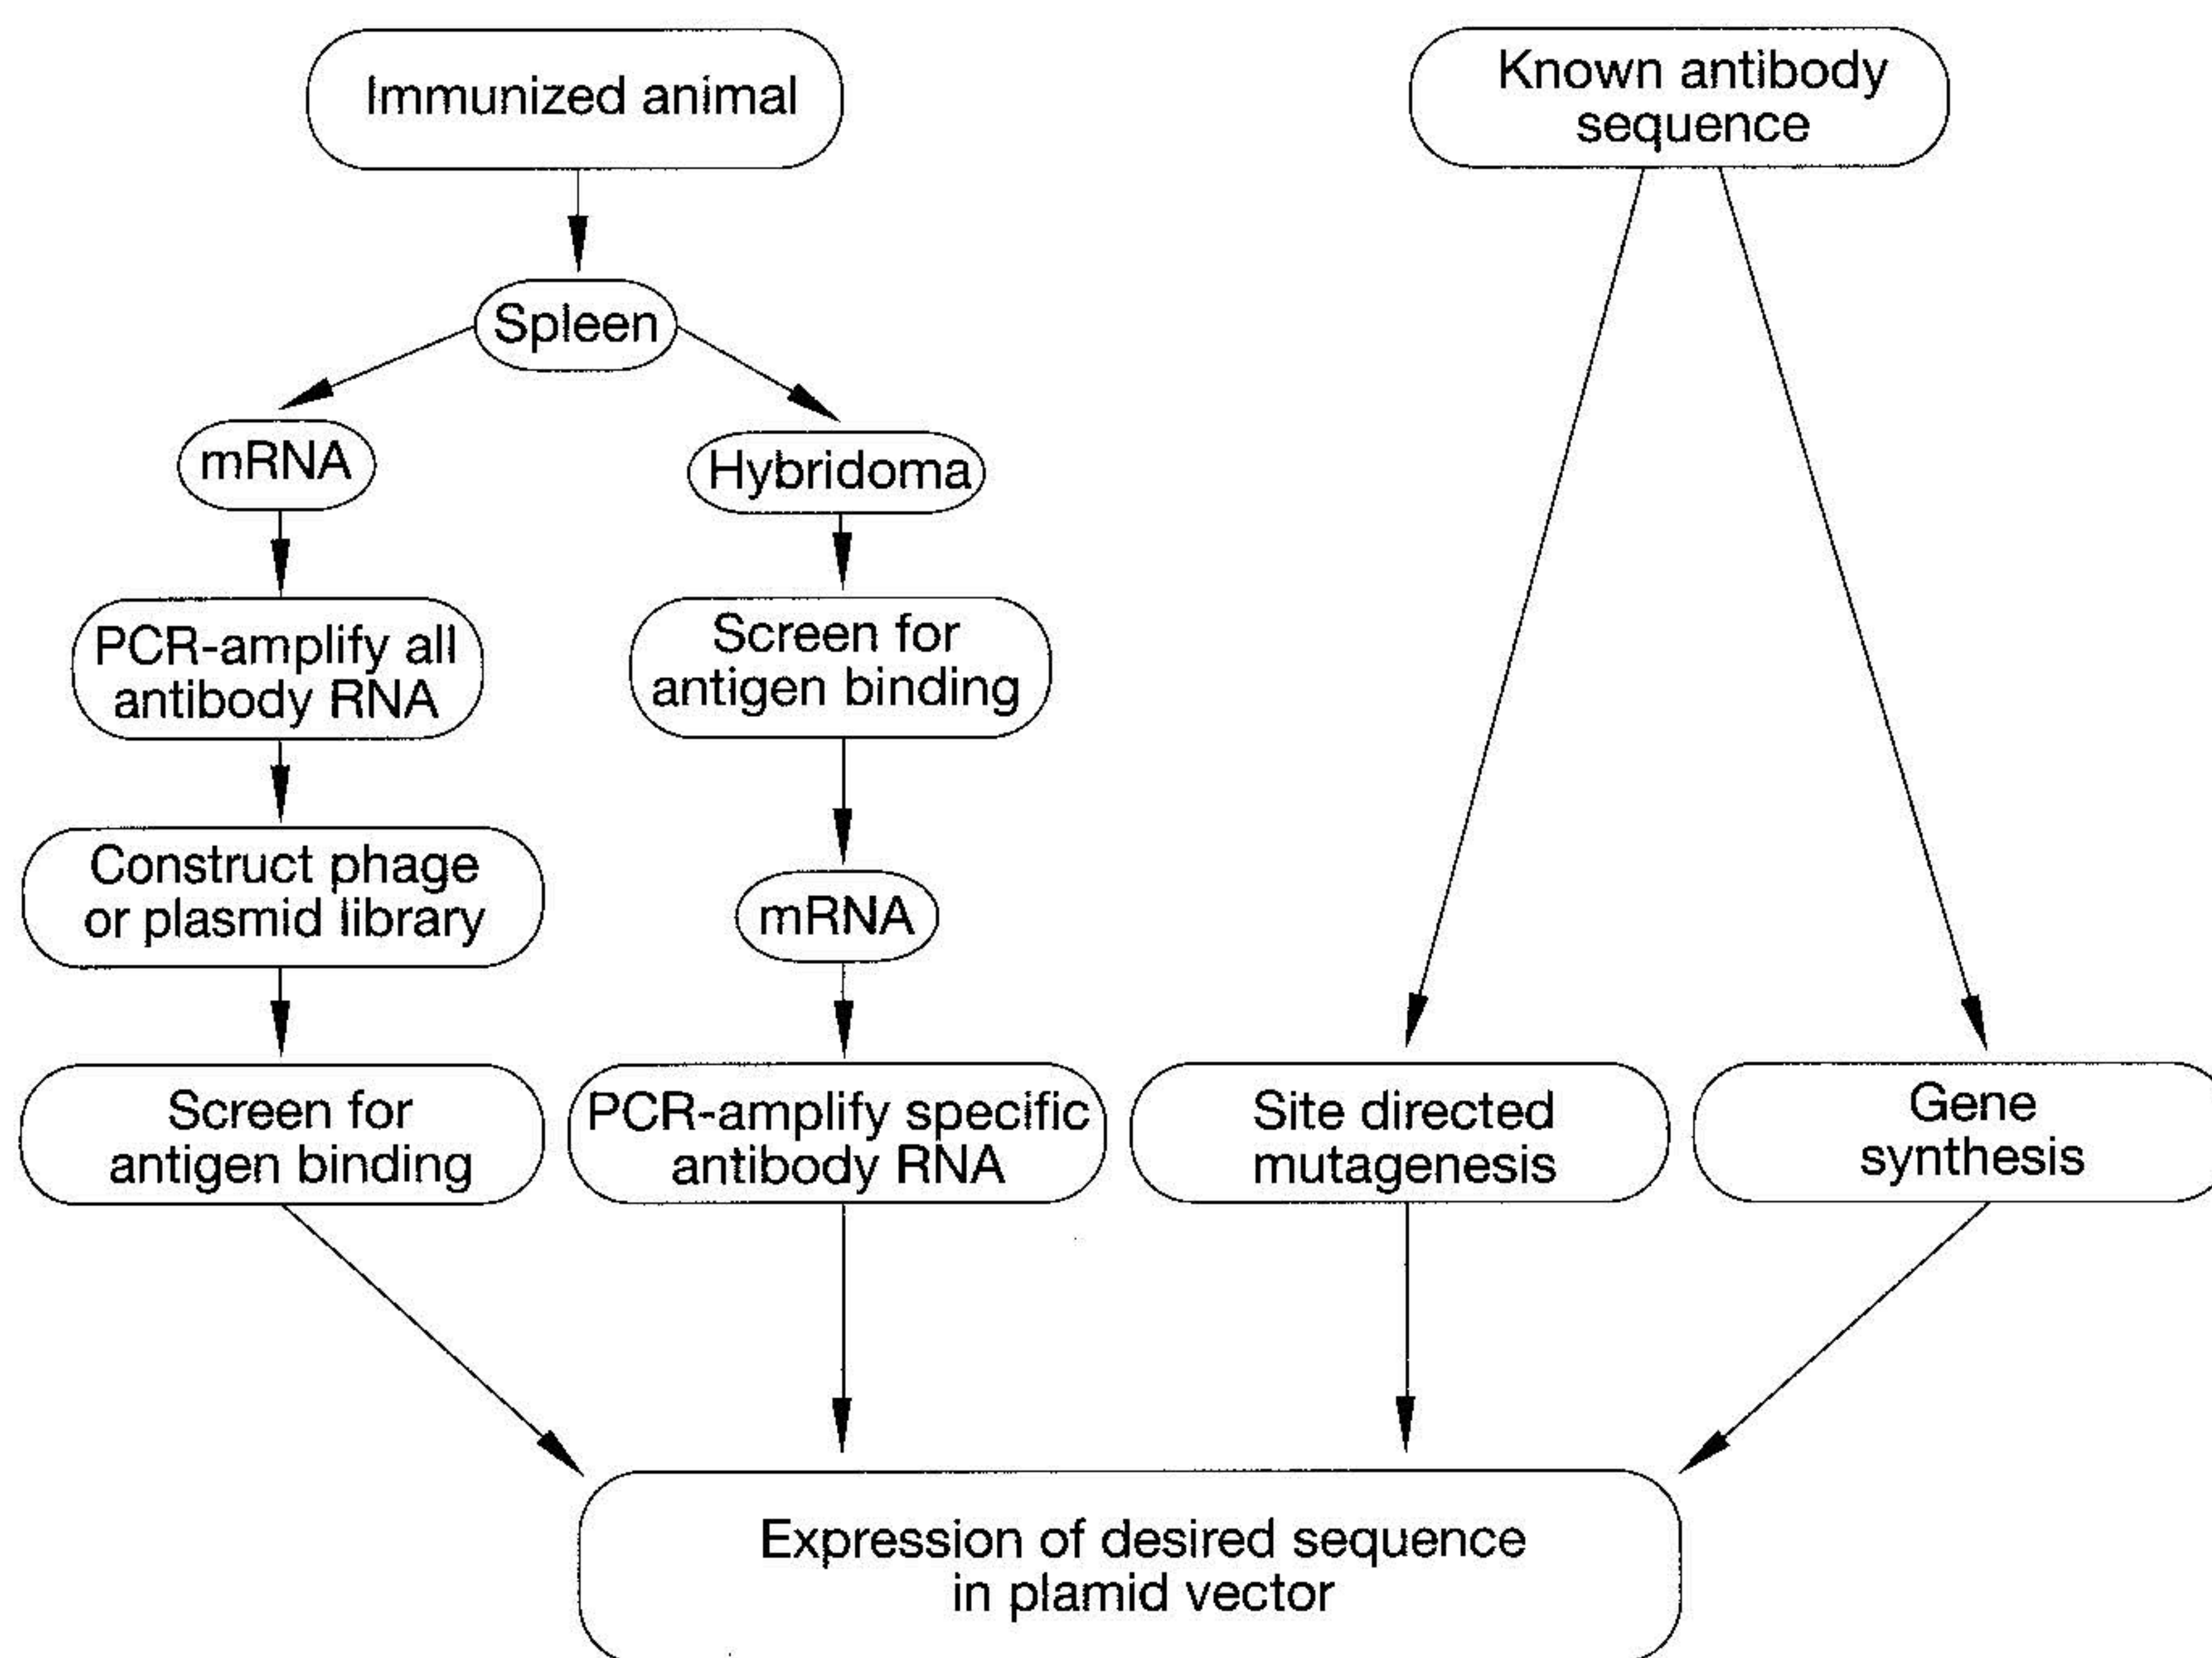 Immunized animal
Known antibody
sequence
Spleen
mRNA
Hybridoma
PCR-amplify all
antibody RNA
Screen for
antigen binding
Construct phage
or plasmid library
mRNA
Screen for
antigen binding
PCR-amplify specific
antibody RNA
Site directed
mutagenesis
Gene
synthesis
Expression of desired sequence
in plamid vector